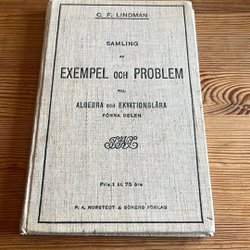 C. F. LINDMAN
SAMLING
AF
EXEMPEL OCH PROBLEM
TILL
ALGEBRA OCH EKVATIONSLÄRA
FÖRRA DELEN
Pris 1 kr. 75 öre
P. A. NORSTEDT & SÖNERS FÖRLAG